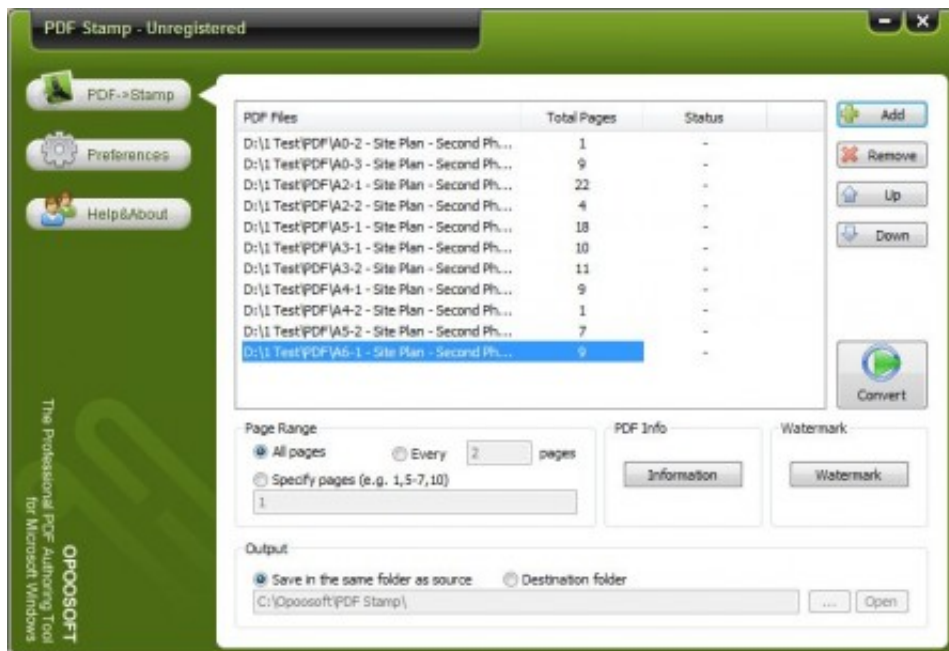 PDF Stamp - Unregistered
PDF->Stamp
Preferences
Help&About
PDF Files Total Pages Status
D:\1 Test\PDF\A0-2 - Site Plan - Second Ph... 1 -
D:\1 Test\PDF\A0-3 - Site Plan - Second Ph... 9 -
D:\1 Test\PDF\A2-1 - Site Plan - Second Ph... 22 -
D:\1 Test\PDF\A2-2 - Site Plan - Second Ph... 4 -
D:\1 Test\PDF\A5-1 - Site Plan - Second Ph... 18 -
D:\1 Test\PDF\A3-1 - Site Plan - Second Ph... 10 -
D:\1 Test\PDF\A3-2 - Site Plan - Second Ph... 11 -
D:\1 Test\PDF\A4-1 - Site Plan - Second Ph... 9 -
D:\1 Test\PDF\A4-2 - Site Plan - Second Ph... 1 -
D:\1 Test\PDF\A5-2 - Site Plan - Second Ph... 7 -
D:\1 Test\PDF\A6-1 - Site Plan - Second Ph... 9 -
Add
Remove
Up
Down
Convert
Page Range
All pages Every 2 pages
Specify pages (e.g. 1,5-7,10)
1
PDF Info
Information
Watermark
Watermark
Output
Save in the same folder as source Destination folder
C:\Opoosoft\PDF Stamp\ ... Open
OPOOSOFT
The Professional PDF Authoring Tool
for Microsoft Windows